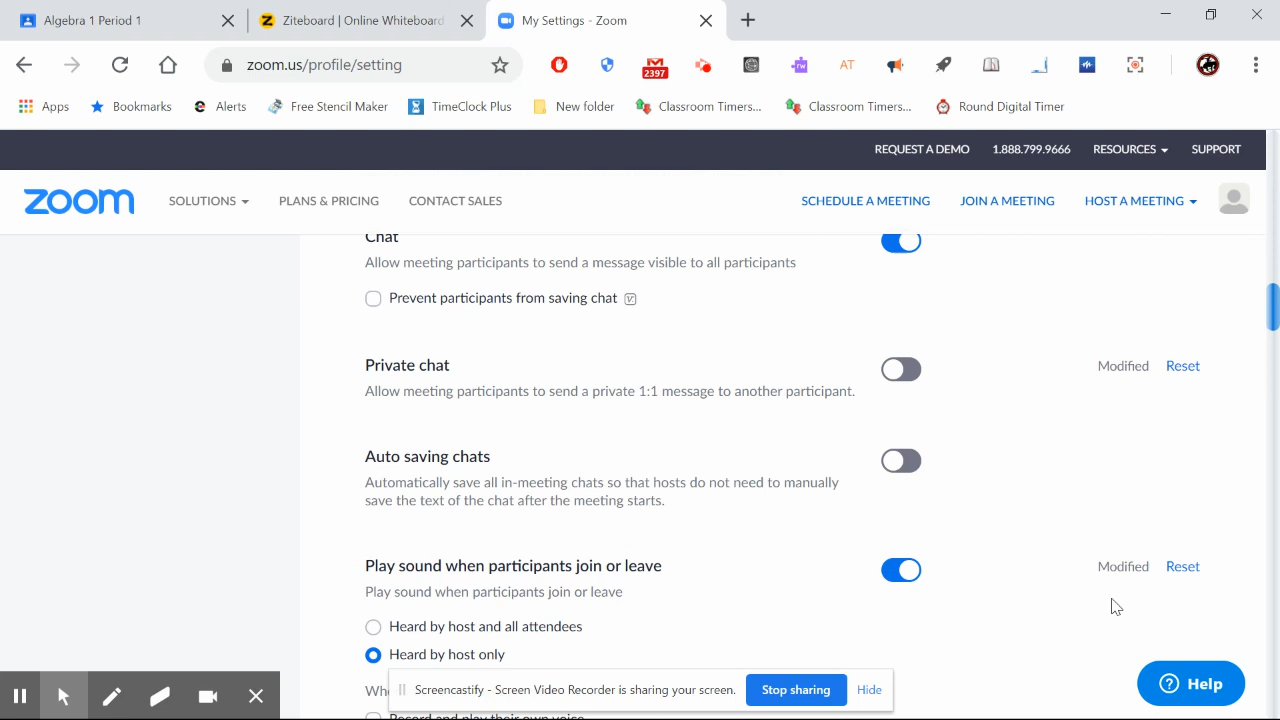 Algebra 1 Period 1
Ziteboard | Online Whiteboard
My Settings - Zoom
zoom.us/profile/setting
2397
rw
AT
Apps
Bookmarks
Alerts
Free Stencil Maker
TimeClock Plus
New folder
Classroom Timers...
Classroom Timers...
Round Digital Timer
REQUEST A DEMO
1.888.799.9666
RESOURCES
SUPPORT
zoom
SOLUTIONS
PLANS & PRICING
CONTACT SALES
SCHEDULE A MEETING
JOIN A MEETING
HOST A MEETING
Chat
Allow meeting participants to send a message visible to all participants
Prevent participants from saving chat
Private chat
Modified Reset
Allow meeting participants to send a private 1:1 message to another participant.
Auto saving chats
Automatically save all in-meeting chats so that hosts do not need to manually
save the text of the chat after the meeting starts.
Play sound when participants join or leave
Modified Reset
Play sound when participants join or leave
Heard by host and all attendees
Heard by host only
Screencastify - Screen Video Recorder is sharing your screen.
Stop sharing
Hide
Help
Record and play their own voice